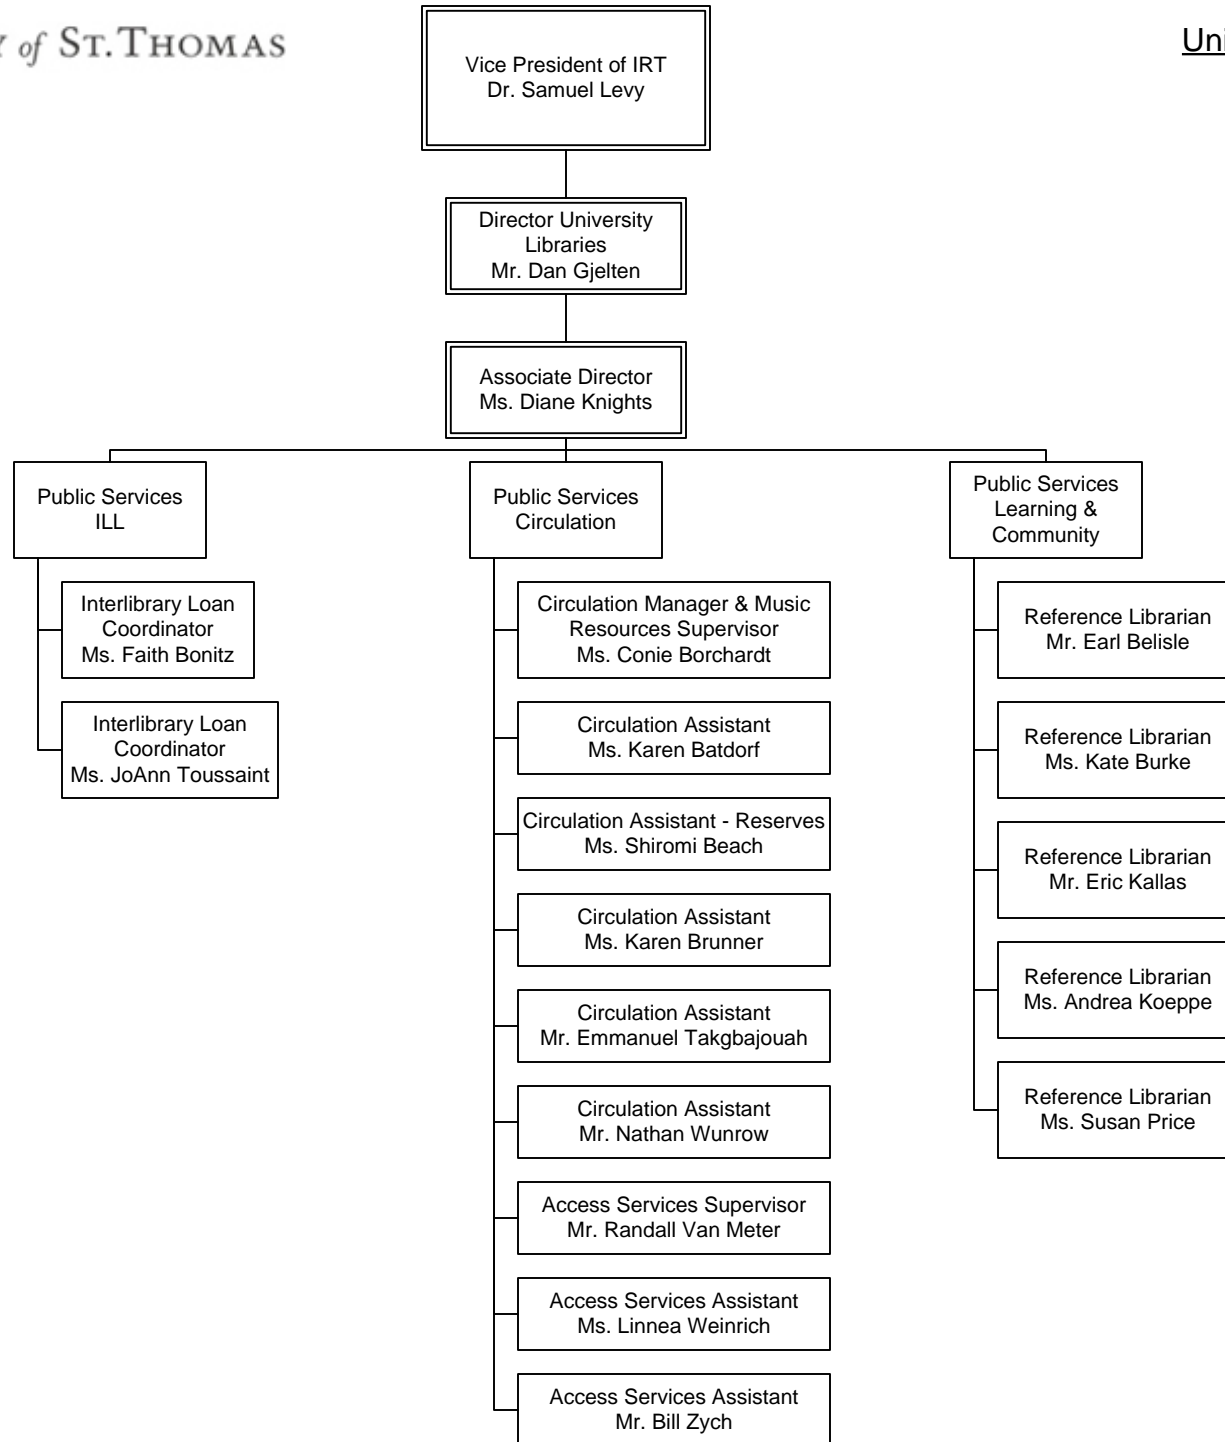 Y of ST. THOMAS
Uni
Vice President of IRT
Dr. Samuel Levy
Director University
Libraries
Mr. Dan Gjelten
Associate Director
Ms. Diane Knights
Public Services
ILL
Interlibrary Loan
Coordinator
Ms. Faith Bonitz
Interlibrary Loan
Coordinator
Ms. JoAnn Toussaint
Public Services
Circulation
Circulation Manager & Music
Resources Supervisor
Ms. Conie Borchardt
Circulation Assistant
Ms. Karen Batdorf
Circulation Assistant - Reserves
Ms. Shiromi Beach
Circulation Assistant
Ms. Karen Brunner
Circulation Assistant
Mr. Emmanuel Takgbajouah
Circulation Assistant
Mr. Nathan Wunrow
Access Services Supervisor
Mr. Randall Van Meter
Access Services Assistant
Ms. Linnea Weinrich
Access Services Assistant
Mr. Bill Zych
Public Services
Learning &
Community
Reference Librarian
Mr. Earl Belisle
Reference Librarian
Ms. Kate Burke
Reference Librarian
Mr. Eric Kallas
Reference Librarian
Ms. Andrea Koeppe
Reference Librarian
Ms. Susan Price